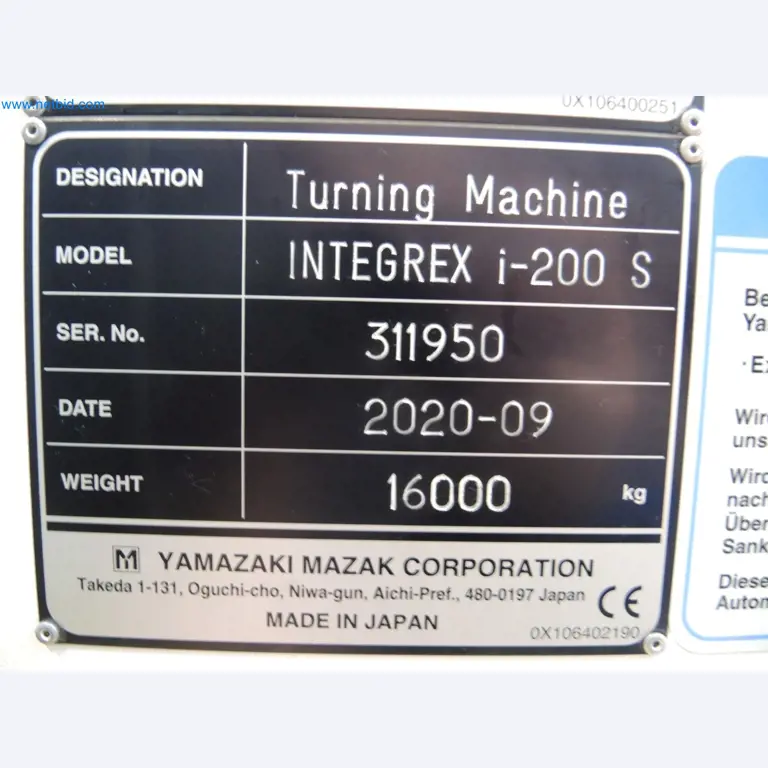 www.netbid.com
0X106400251
DESIGNATION Turning Machine
MODEL INTEGREX i-200 S
SER. No. 311950
DATE 2020-09
WEIGHT 16000 kg
M YAMAZAKI MAZAK CORPORATION
Takeda 1-131, Oguchi-cho, Niwa-gun, Aichi-Pref., 480-0197 Japan
CE
MADE IN JAPAN
0X106402190
Be
Ya
·Ex
Wir
uns
Wird
nach
Über
Sank
Diese
Autom